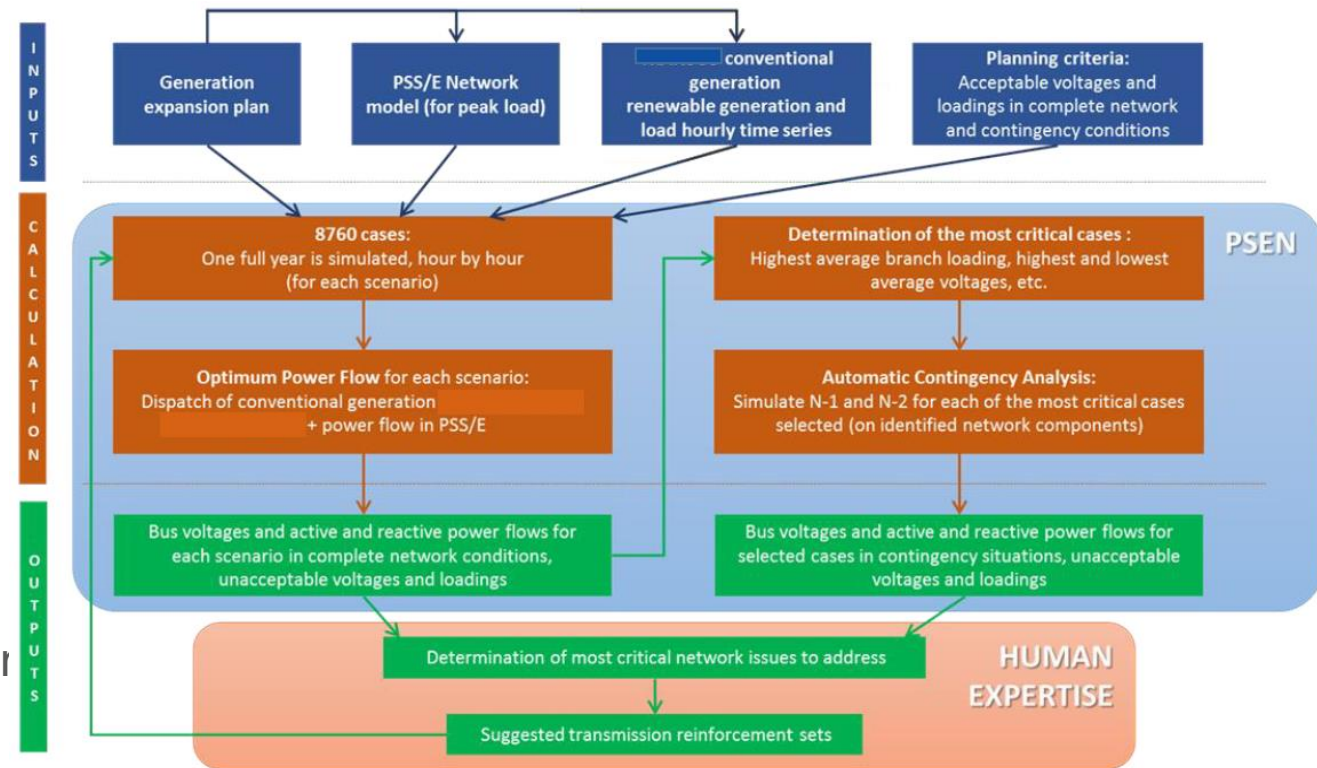 INPUTS
Generation
expansion plan
PSS/E Network
model (for peak load)
conventional
generation
renewable generation and
load hourly time series
Planning criteria:
Acceptable voltages and
loadings in complete network
and contingency conditions
CALCULATION
PSEN
8760 cases:
One full year is simulated, hour by hour
(for each scenario)
Determination of the most critical cases :
Highest average branch loading, highest and lowest
average voltages, etc.
Optimum Power Flow for each scenario:
Dispatch of conventional generation
+ power flow in PSS/E
Automatic Contingency Analysis:
Simulate N-1 and N-2 for each of the most critical cases
selected (on identified network components)
OUTPUTS
Bus voltages and active and reactive power flows for
each scenario in complete network conditions,
unacceptable voltages and loadings
Bus voltages and active and reactive power flows for
selected cases in contingency situations, unacceptable
voltages and loadings
HUMAN
EXPERTISE
Determination of most critical network issues to address
Suggested transmission reinforcement sets